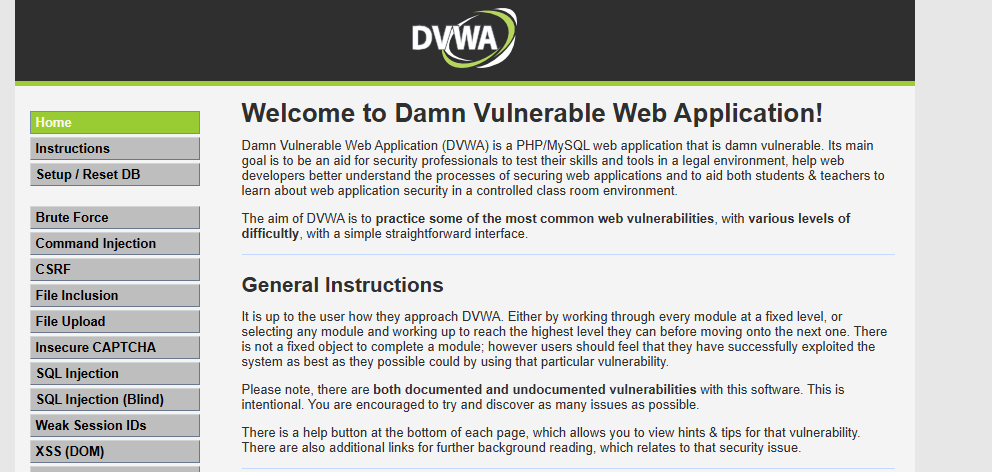 DVWA
Home
Instructions
Setup / Reset DB
Brute Force
Command Injection
CSRF
File Inclusion
File Upload
Insecure CAPTCHA
SQL Injection
SQL Injection (Blind)
Weak Session IDs
XSS (DOM)
Welcome to Damn Vulnerable Web Application!
Damn Vulnerable Web Application (DVWA) is a PHP/MySQL web application that is damn vulnerable. Its main
goal is to be an aid for security professionals to test their skills and tools in a legal environment, help web
developers better understand the processes of securing web applications and to aid both students & teachers to
learn about web application security in a controlled class room environment.
The aim of DVWA is to practice some of the most common web vulnerabilities, with various levels of
difficultly, with a simple straightforward interface.
General Instructions
It is up to the user how they approach DVWA. Either by working through every module at a fixed level, or
selecting any module and working up to reach the highest level they can before moving onto the next one. There
is not a fixed object to complete a module; however users should feel that they have successfully exploited the
system as best as they possible could by using that particular vulnerability.
Please note, there are both documented and undocumented vulnerabilities with this software. This is
intentional. You are encouraged to try and discover as many issues as possible.
There is a help button at the bottom of each page, which allows you to view hints & tips for that vulnerability.
There are also additional links for further background reading, which relates to that security issue.